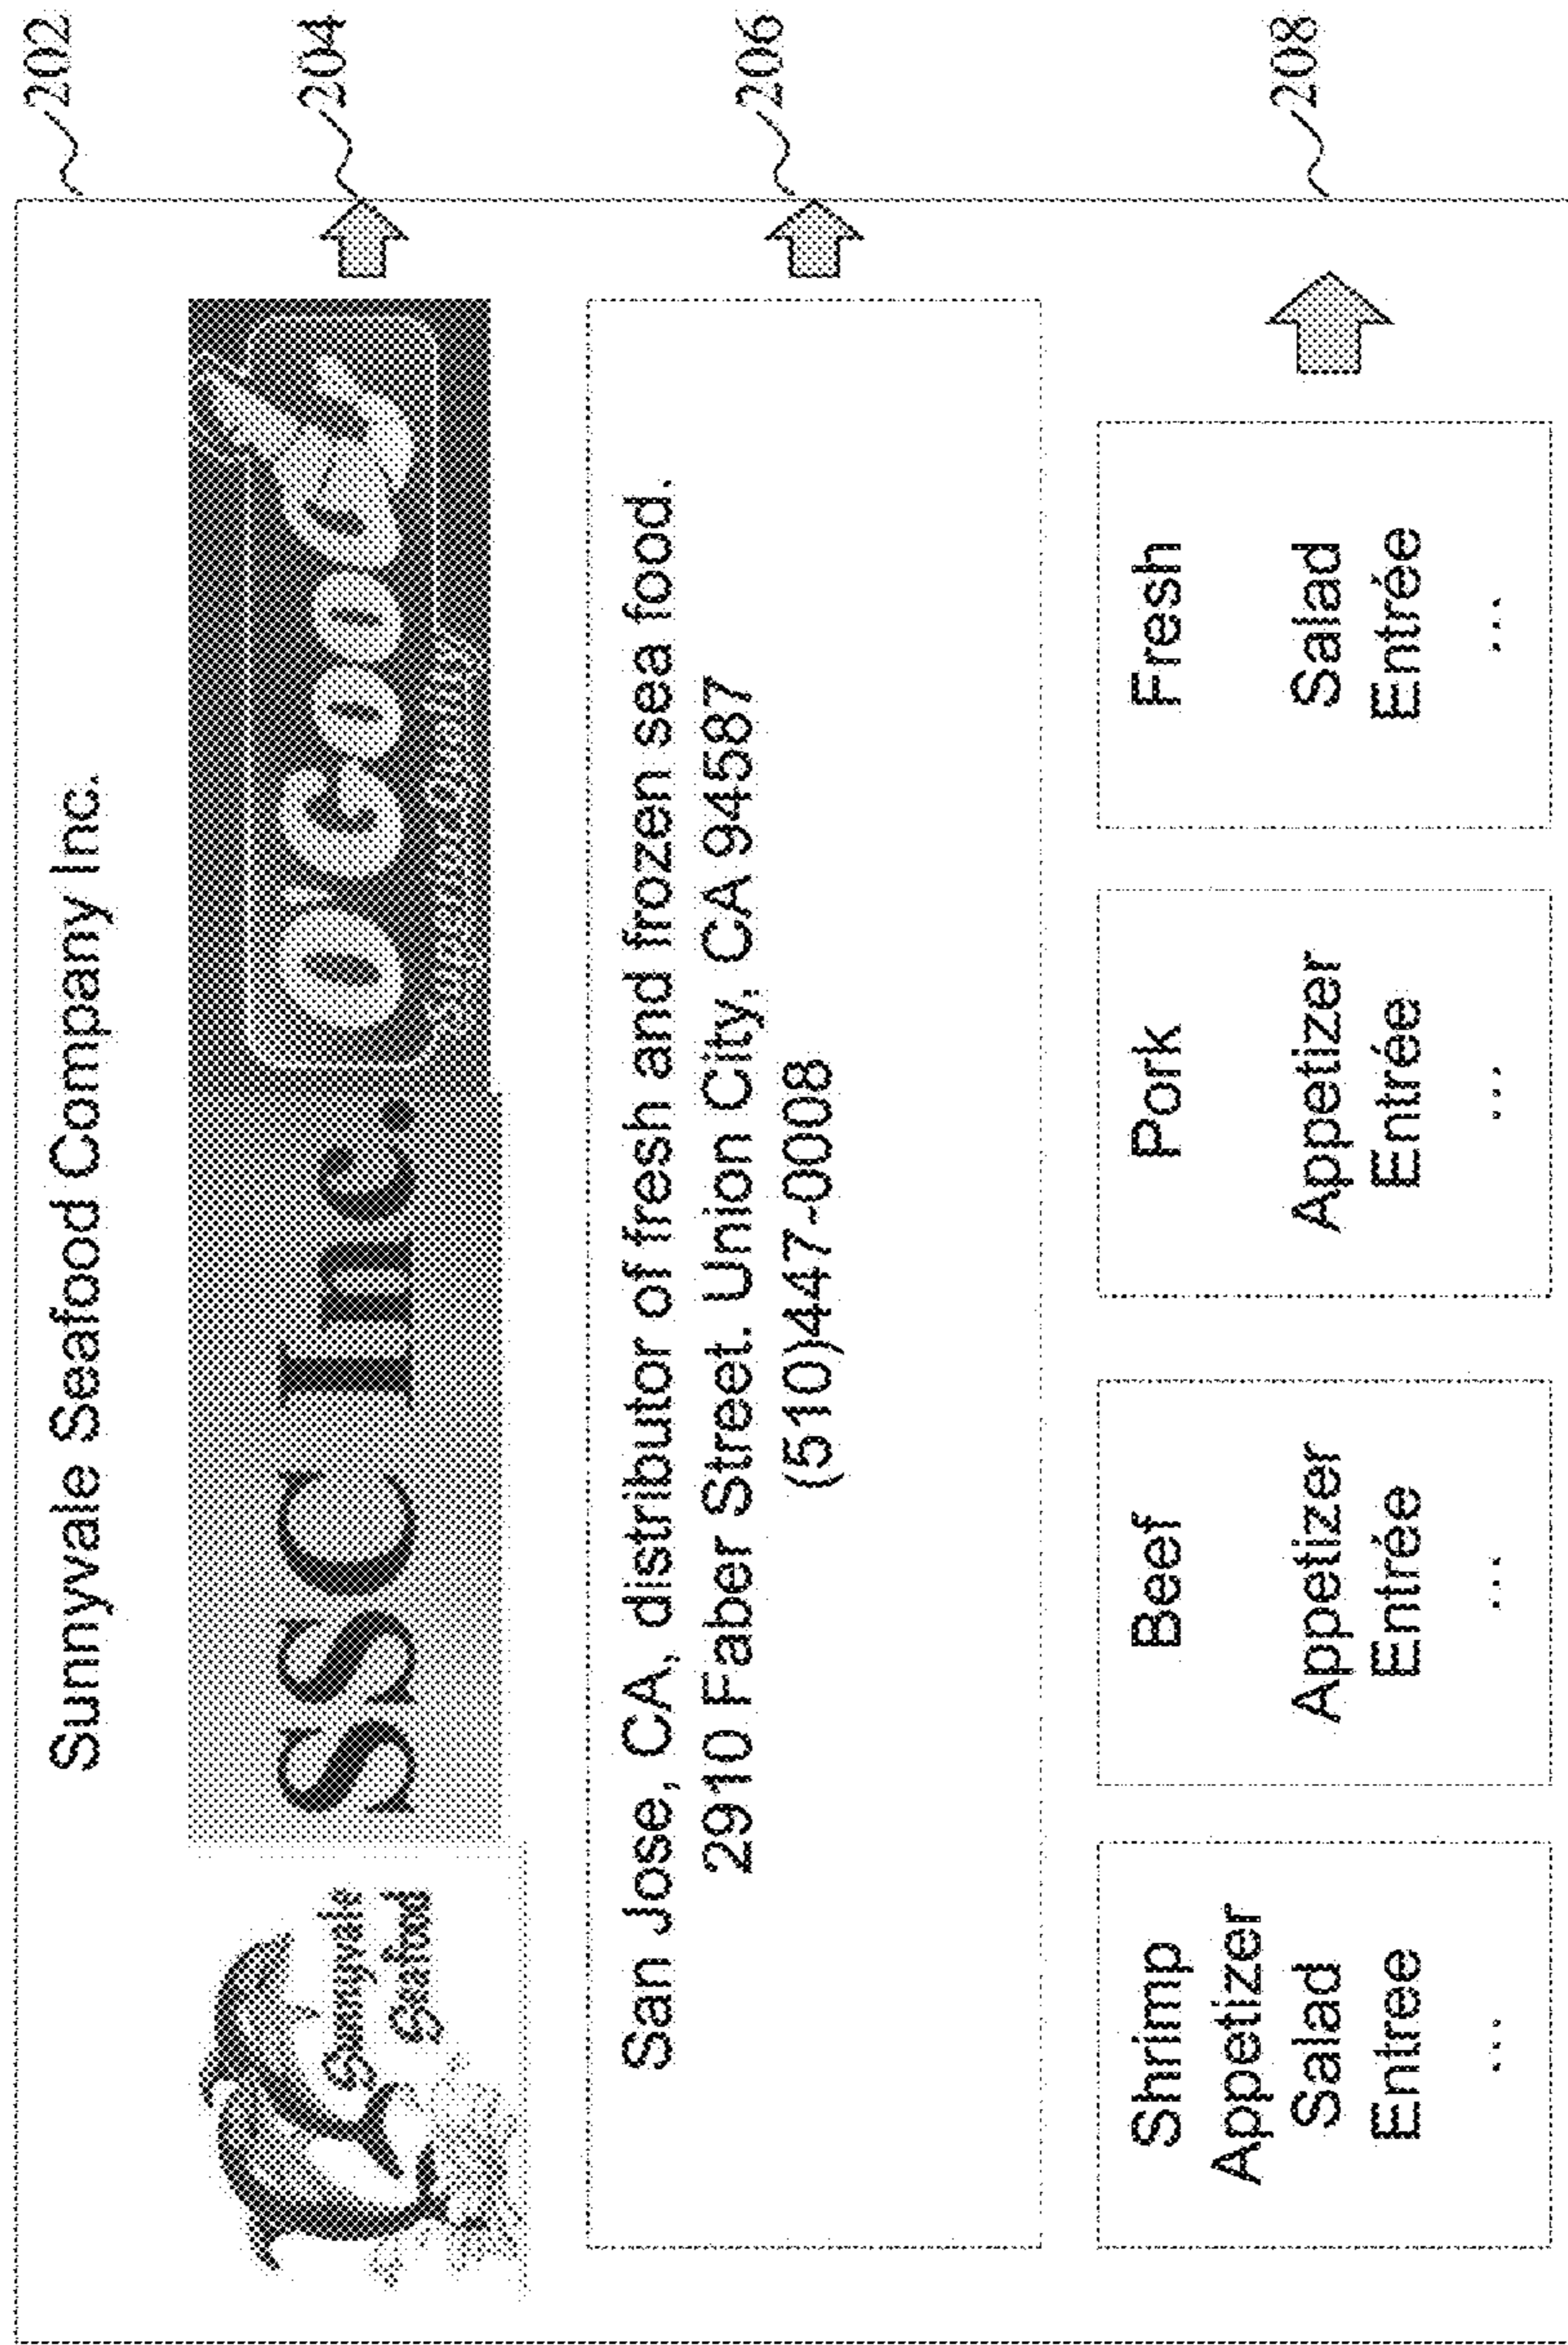 Sunnyvale Seafood Company Inc.
202
Sunnyvale
Seafood
SSC Inc.
204
San Jose, CA, distributor of fresh and frozen sea food.
2910 Faber Street. Union City, CA 94587
(510)447-0008
206
Shrimp
Appetizer
Salad
Entree
...
Beef
Appetizer
Entrée
...
Pork
Appetizer
Entrée
...
Fresh
Salad
Entrée
...
208